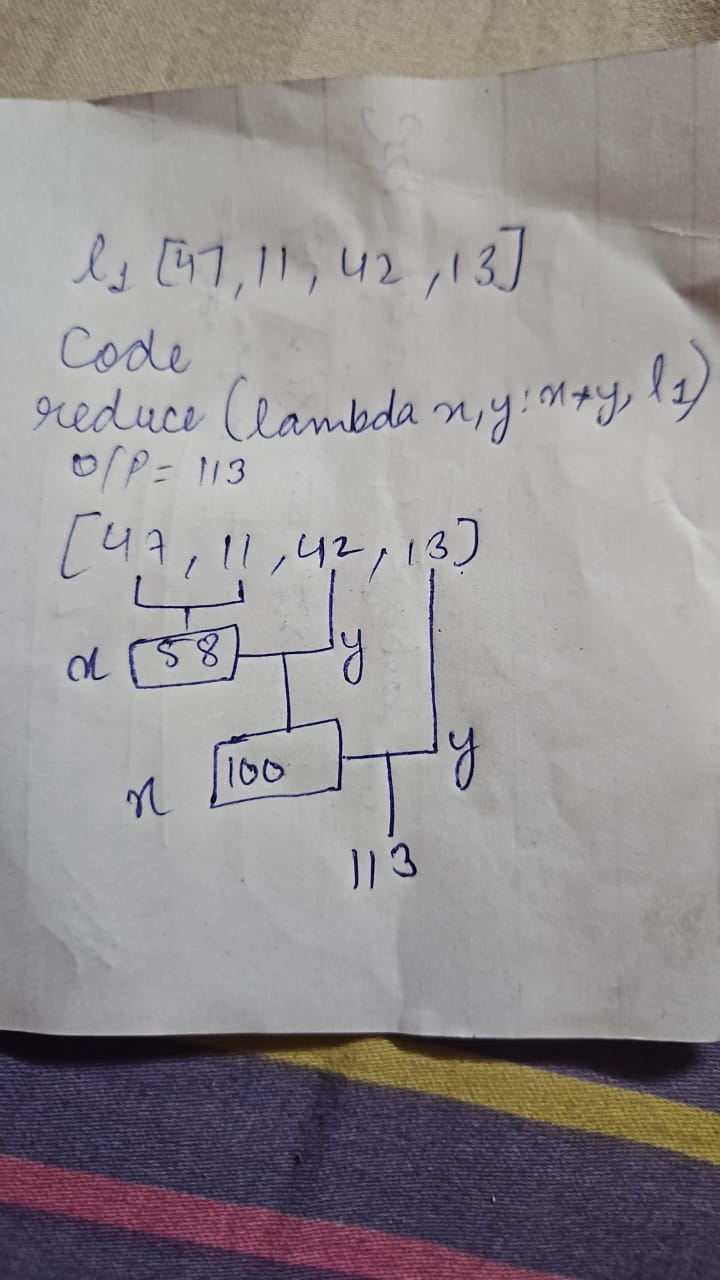 l1 [47, 11, 42, 13]
Code
reduce (lambda x, y: x+y, l1)
O/P = 113
[47, 11, 42, 13]
x 58 y
x 100 y
113